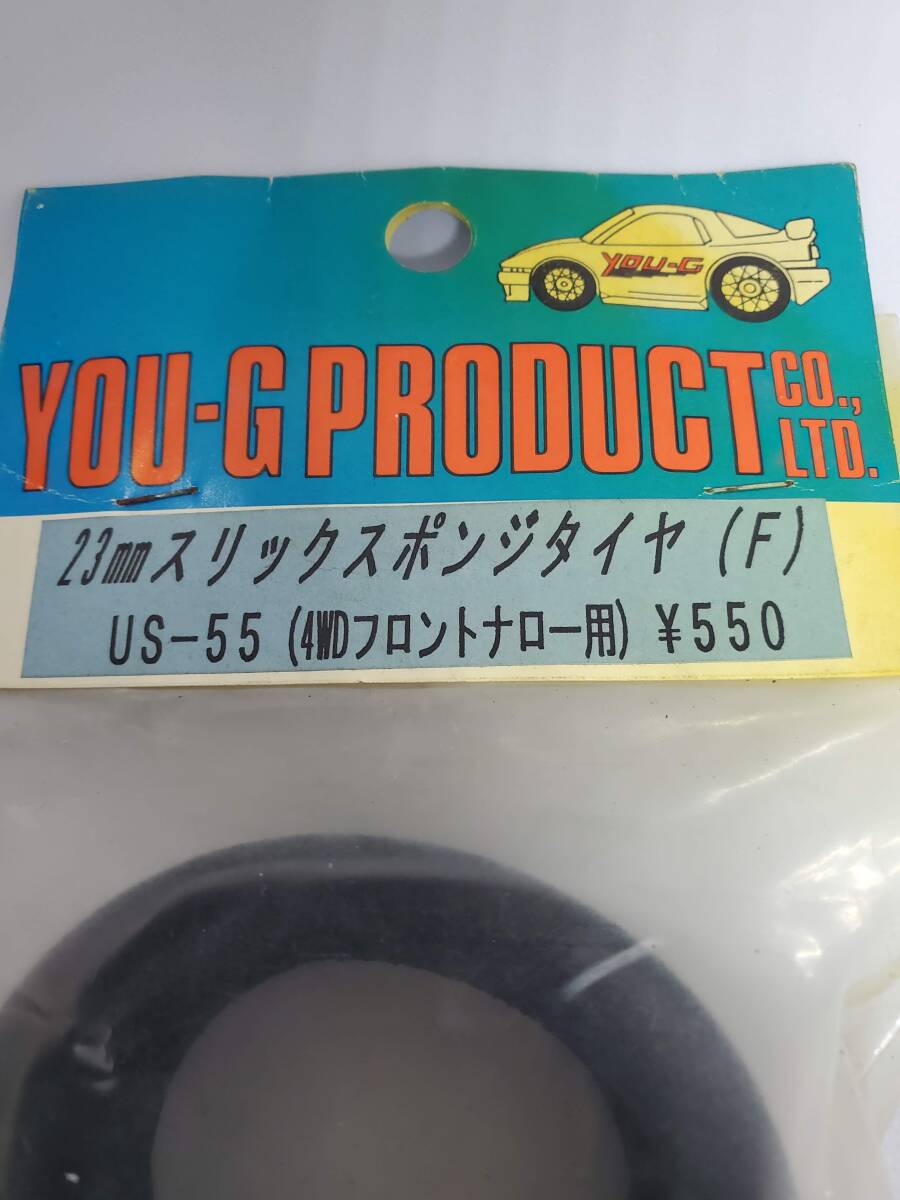 YOU-G
YOU-G PRODUCT CO., LTD.
23mmスリックスポンジタイヤ(F)
US-55(4WDフロントナロー用)¥550